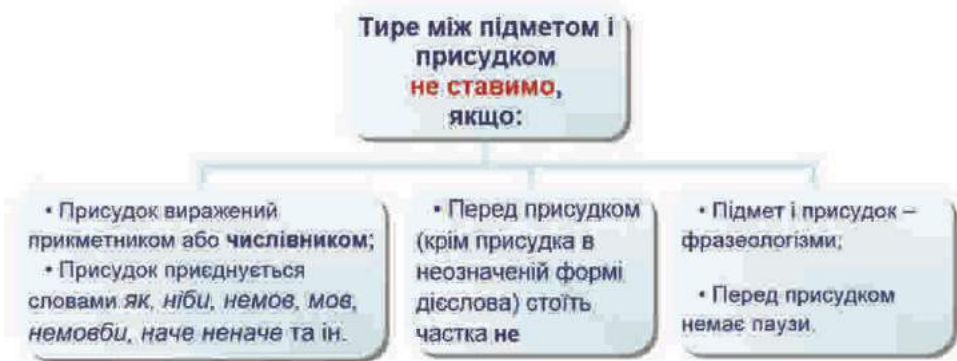 Тире між підметом і
присудком
не ставимо,
якщо:
• Присудок виражений
прикметником або числівником;
• Присудок приєднується
словами як, ніби, немов, мов,
немовби, наче неначе та ін.
• Перед присудком
(крім присудка в
неозначеній формі
дієслова) стоїть
частка не
• Підмет і присудок –
фразеологізми;
• Перед присудком
немає паузи.